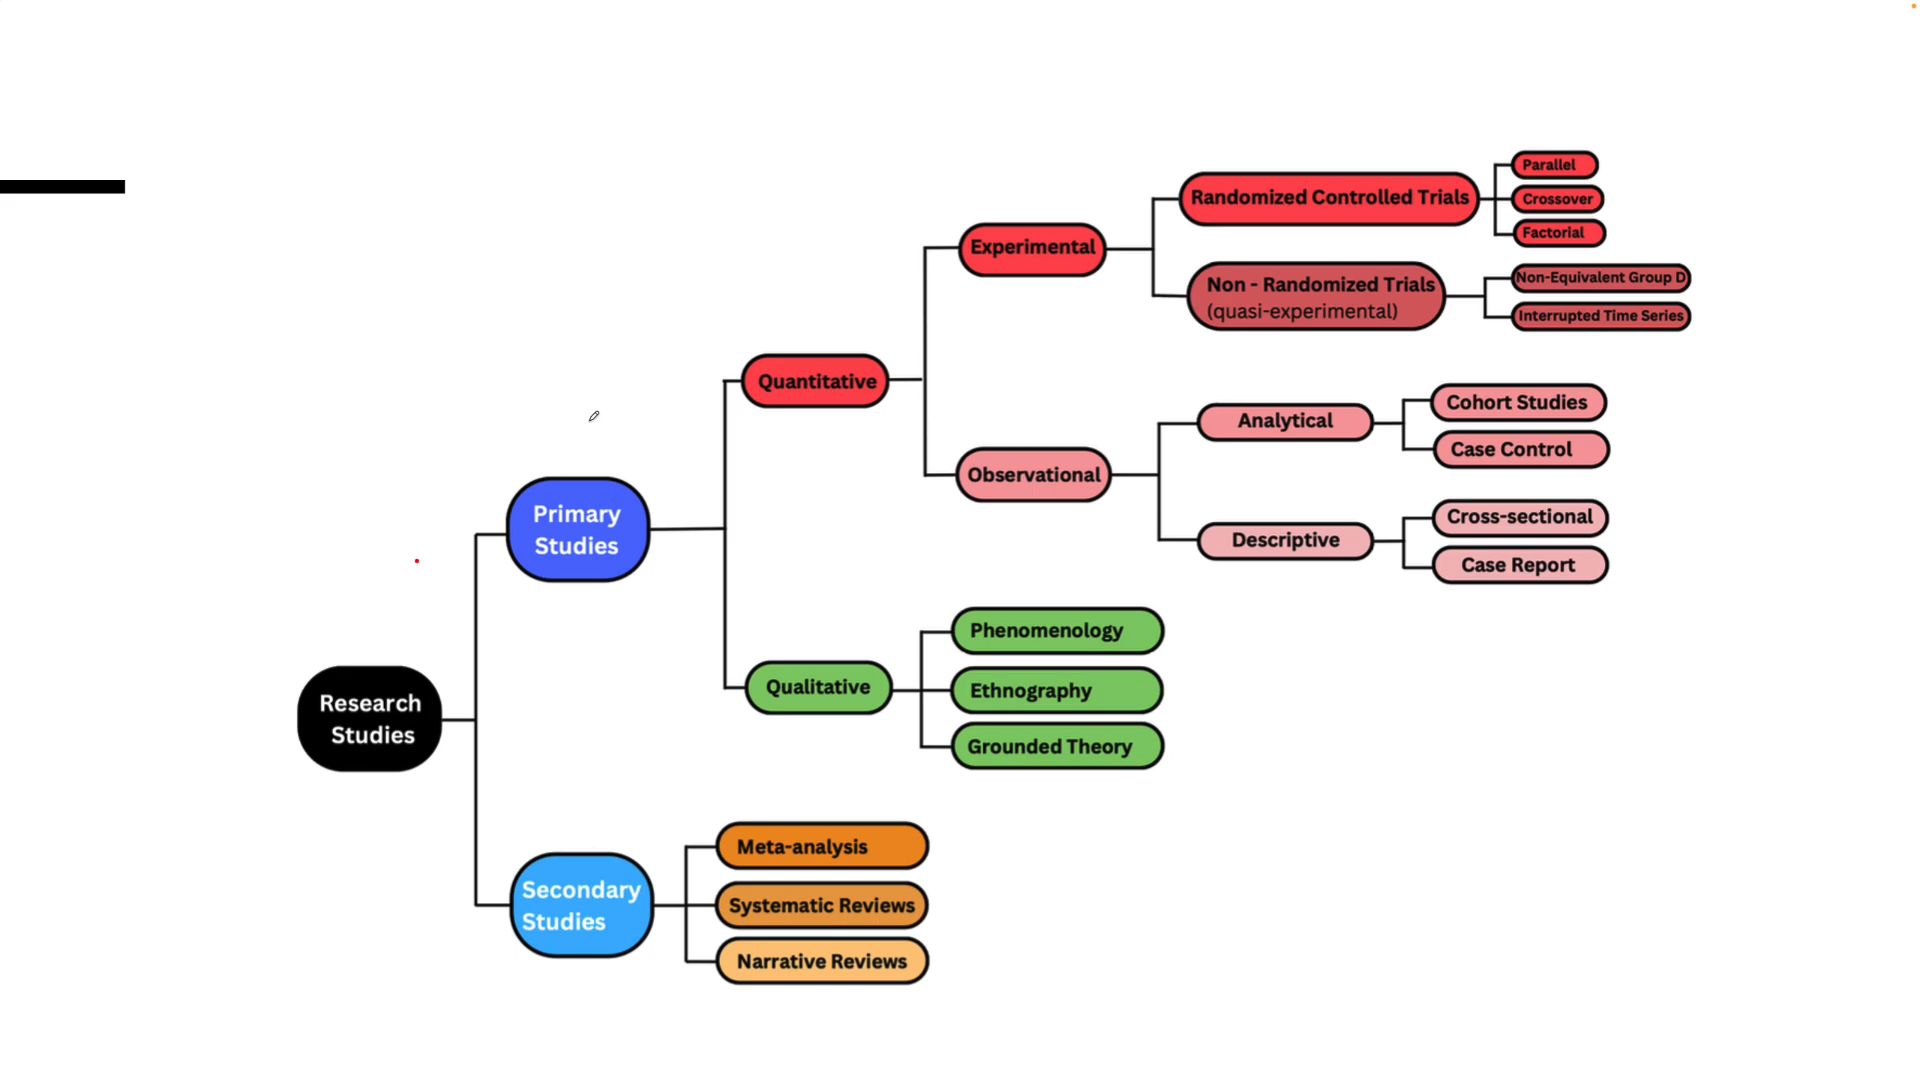 Parallel
Randomized Controlled Trials
Crossover
Factorial
Experimental
Non - Randomized Trials
(quasi-experimental)
Non-Equivalent Group D
Interrupted Time Series
Quantitative
Cohort Studies
Analytical
Case Control
Observational
Cross-sectional
Descriptive
Case Report
Primary
Studies
Phenomenology
Qualitative
Ethnography
Grounded Theory
Research
Studies
Meta-analysis
Secondary
Studies
Systematic Reviews
Narrative Reviews